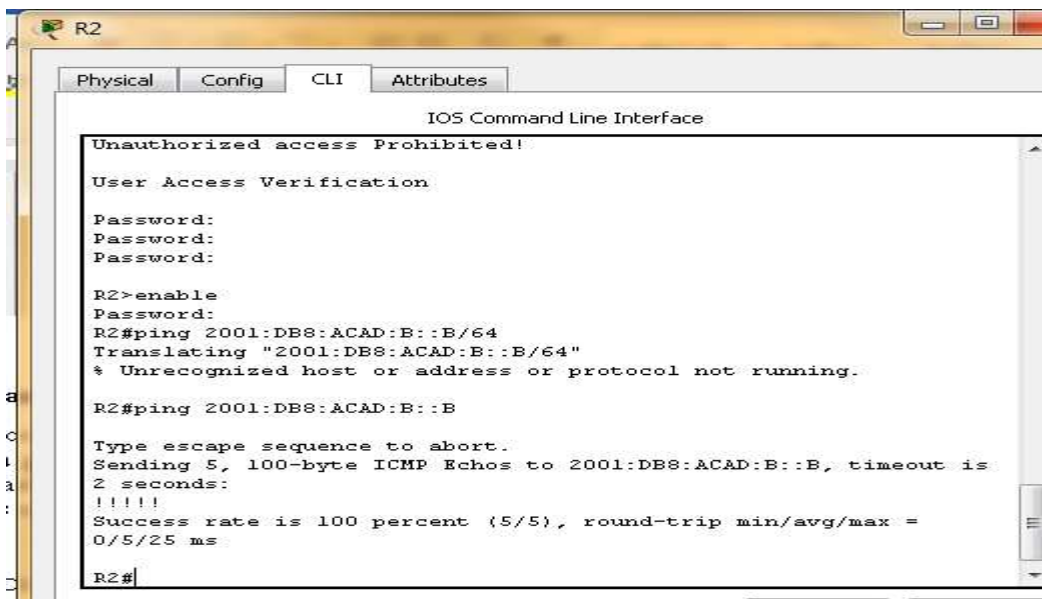 R2
Physical Config CLI Attributes
IOS Command Line Interface
Unauthorized access Prohibited!
User Access Verification
Password:
Password:
Password:
R2>enable
Password:
R2#ping 2001:DB8:ACAD:B::B/64
Translating "2001:DB8:ACAD:B::B/64"
% Unrecognized host or address or protocol not running.
R2#ping 2001:DB8:ACAD:B::B
Type escape sequence to abort.
Sending 5, 100-byte ICMP Echos to 2001:DB8:ACAD:B::B, timeout is
2 seconds:
!!!!!
Success rate is 100 percent (5/5), round-trip min/avg/max =
0/5/25 ms
R2#